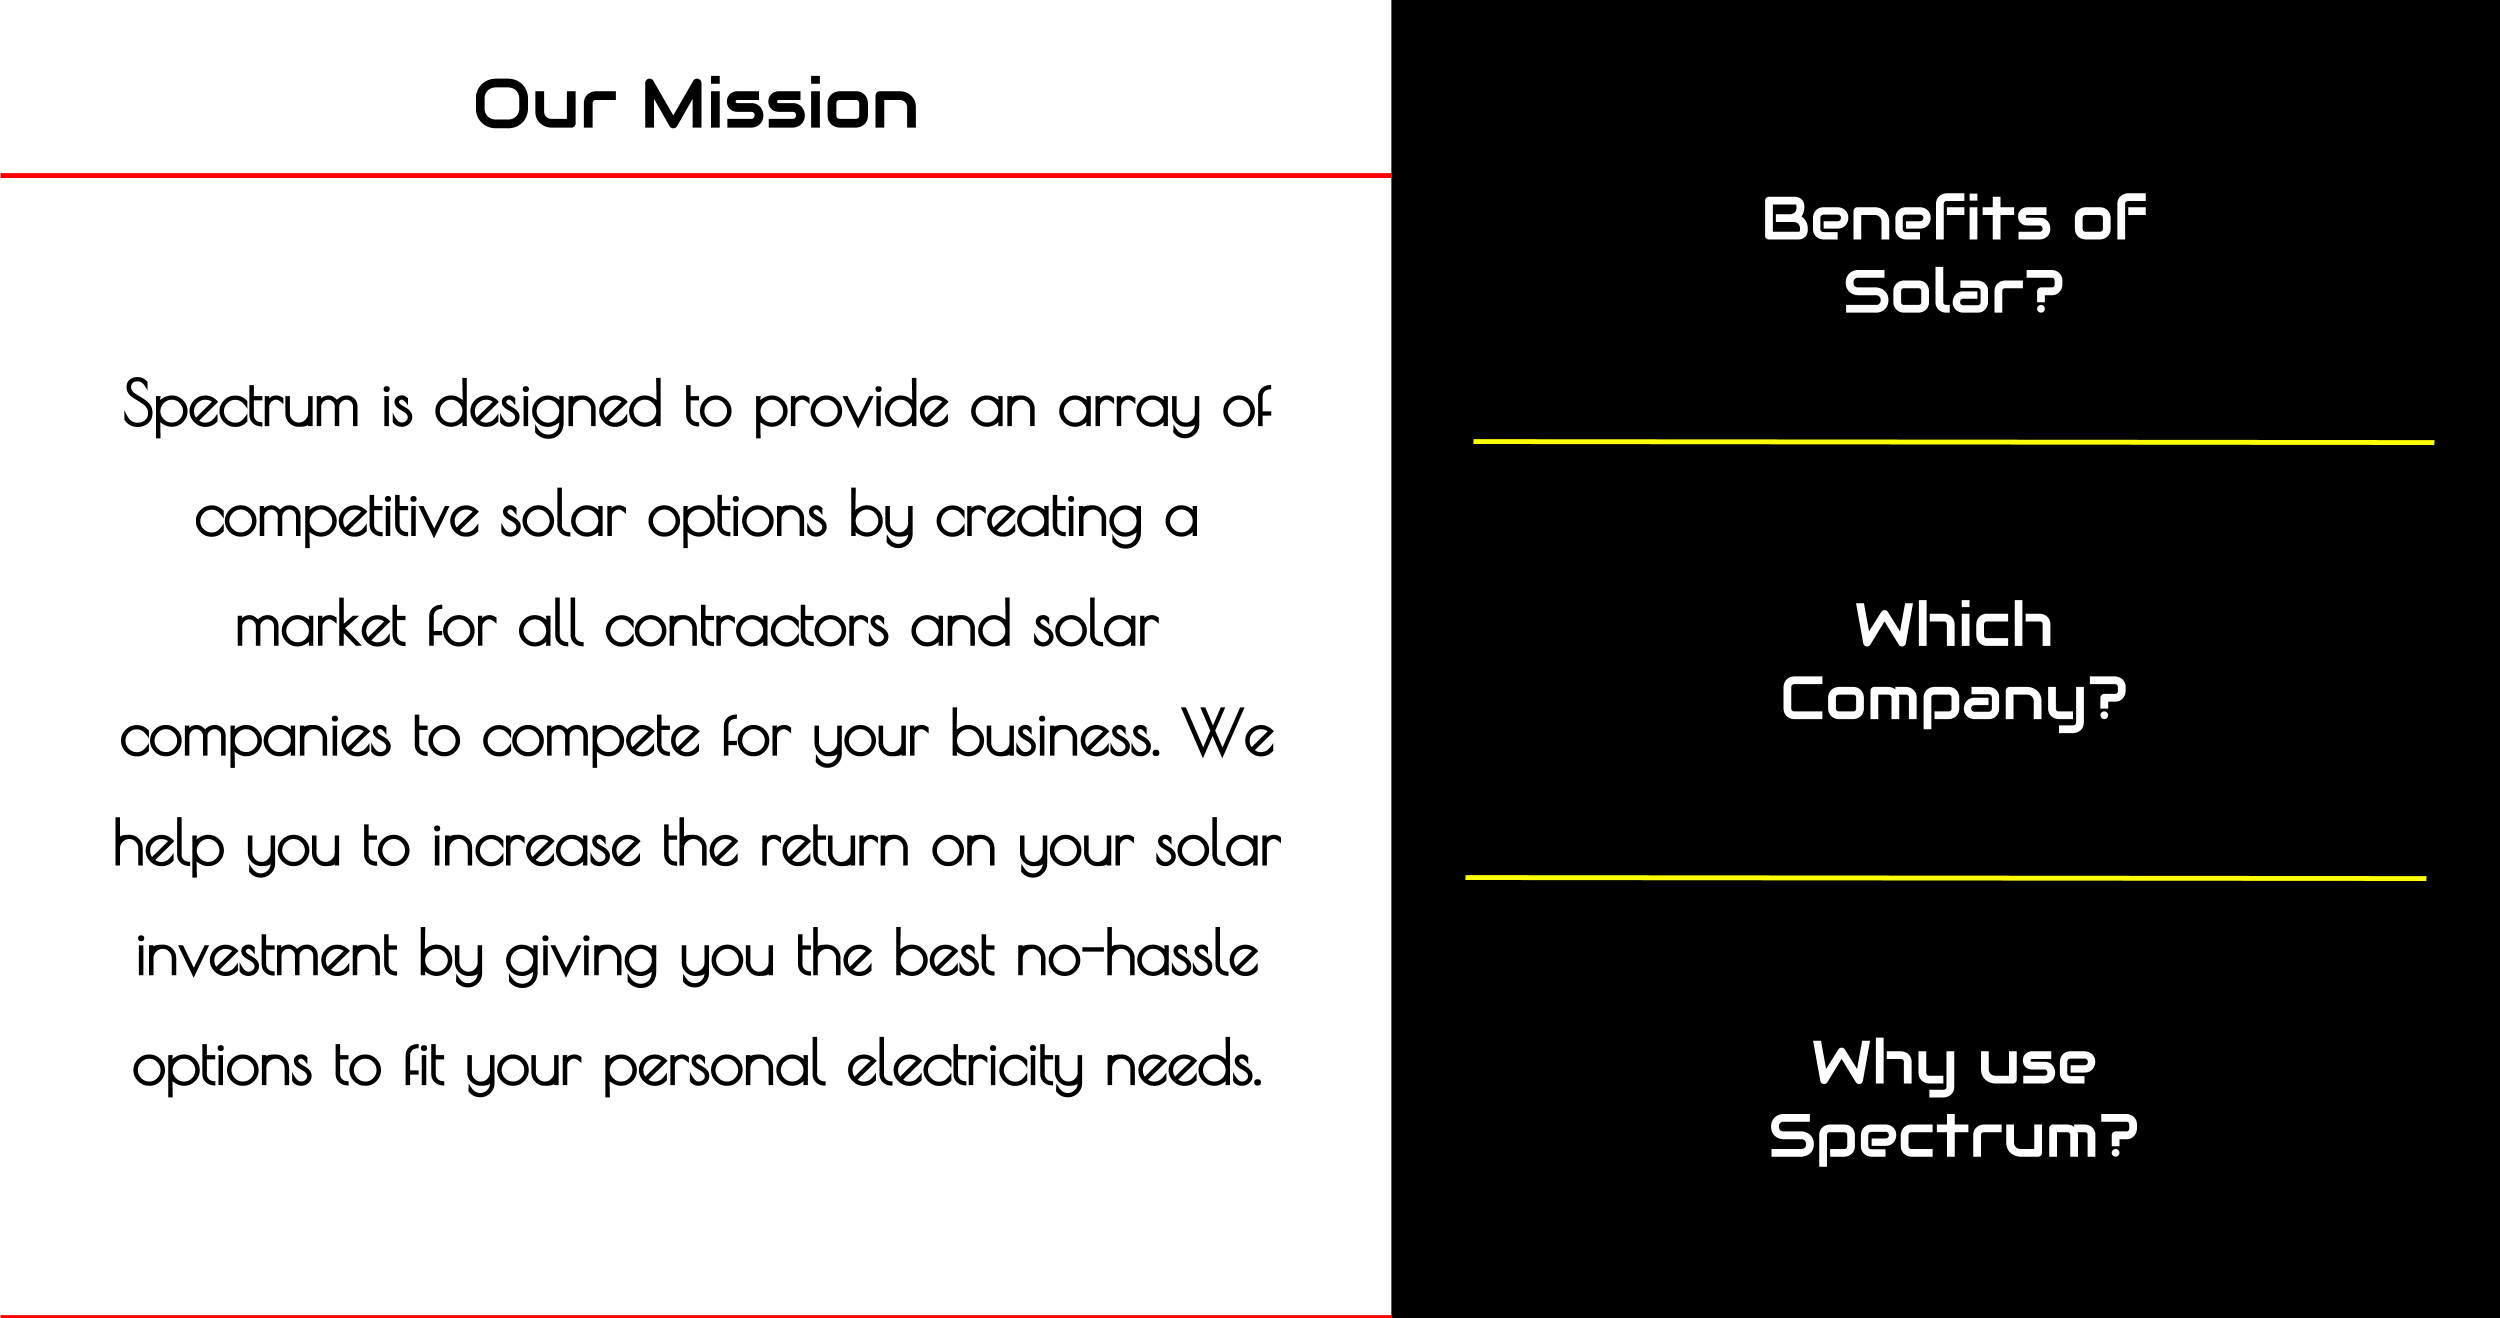 Our Mission
Spectrum is designed to provide an array of
competitive solar options by creating a
market for all contractors and olar
companies to compete for your business. We
help you to increase the return on your solar
investment by giving you the best no-hassle
options to fit your personal electricity needs.
Benefits of
Solar?
Which
Company?
Why use
Spectrum?